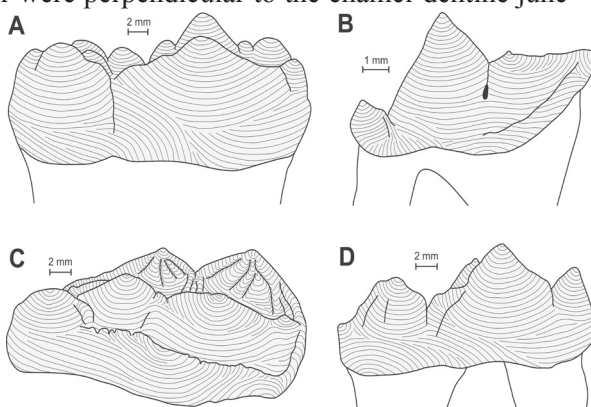 were perpendicular to the enamel-dentine junc-
A
2 mm
B
1 mm
C
2 mm
D
2 mm